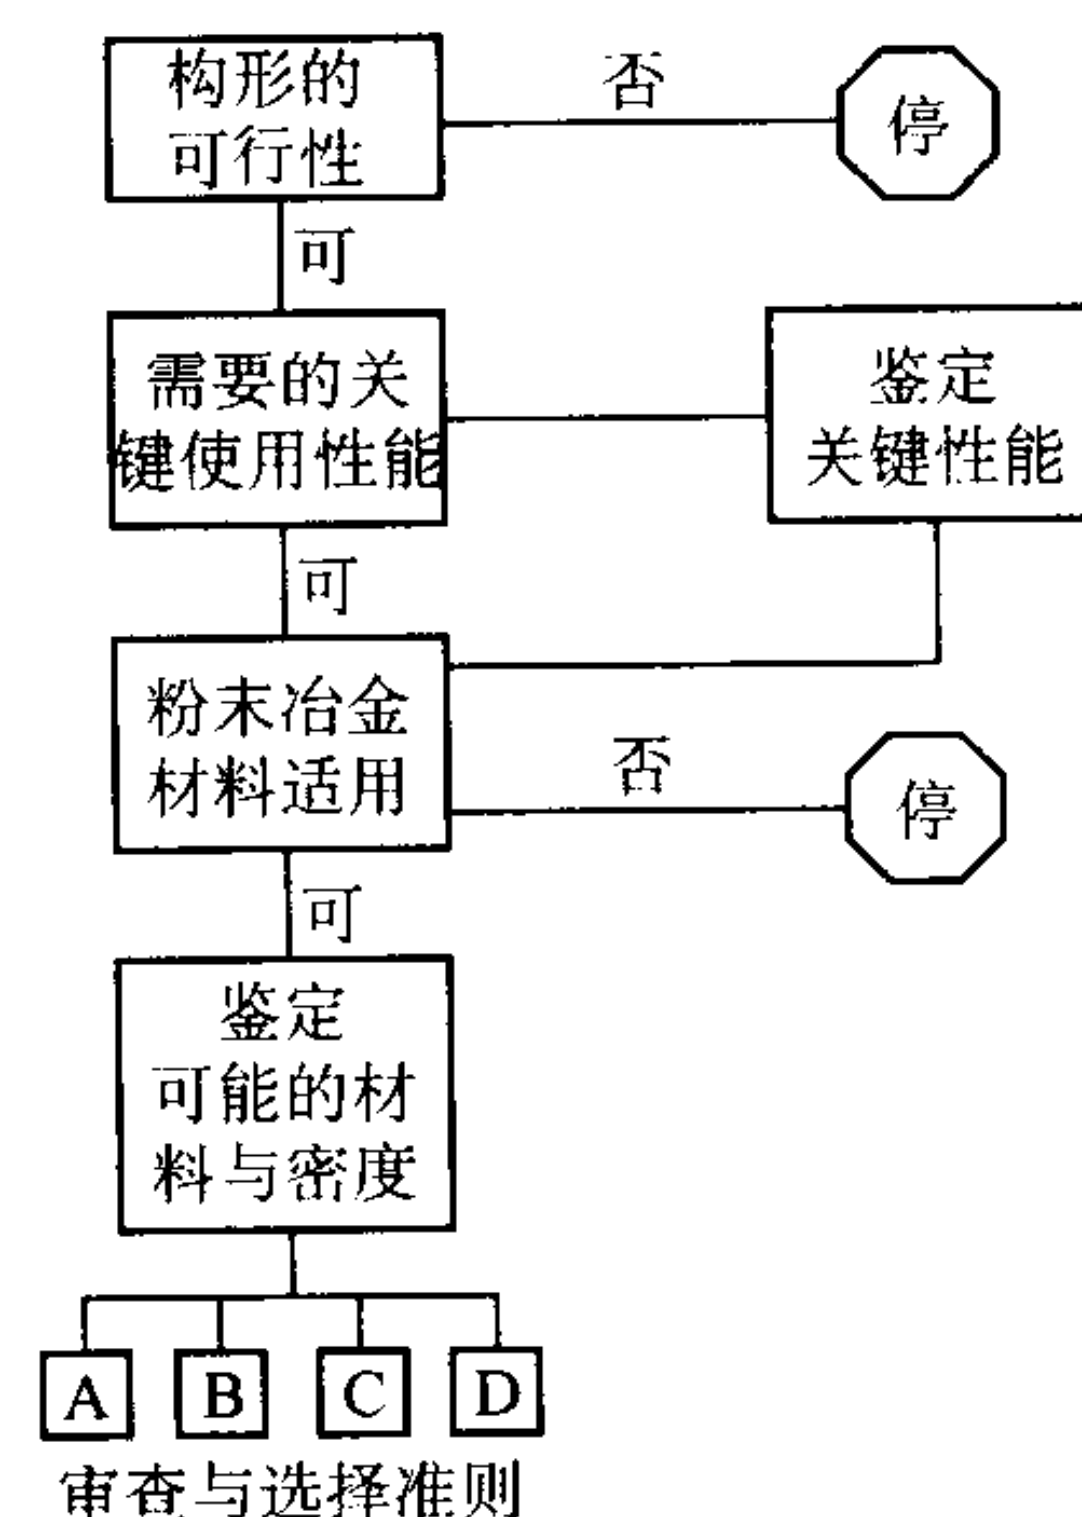 构形的
可行性
否
停
可
需要的关
键使用性能
鉴定
关键性能
可
粉末冶金
材料适用
否
停
可
鉴定
可能的材
料与密度
A
B
C
D
审查与选择准则